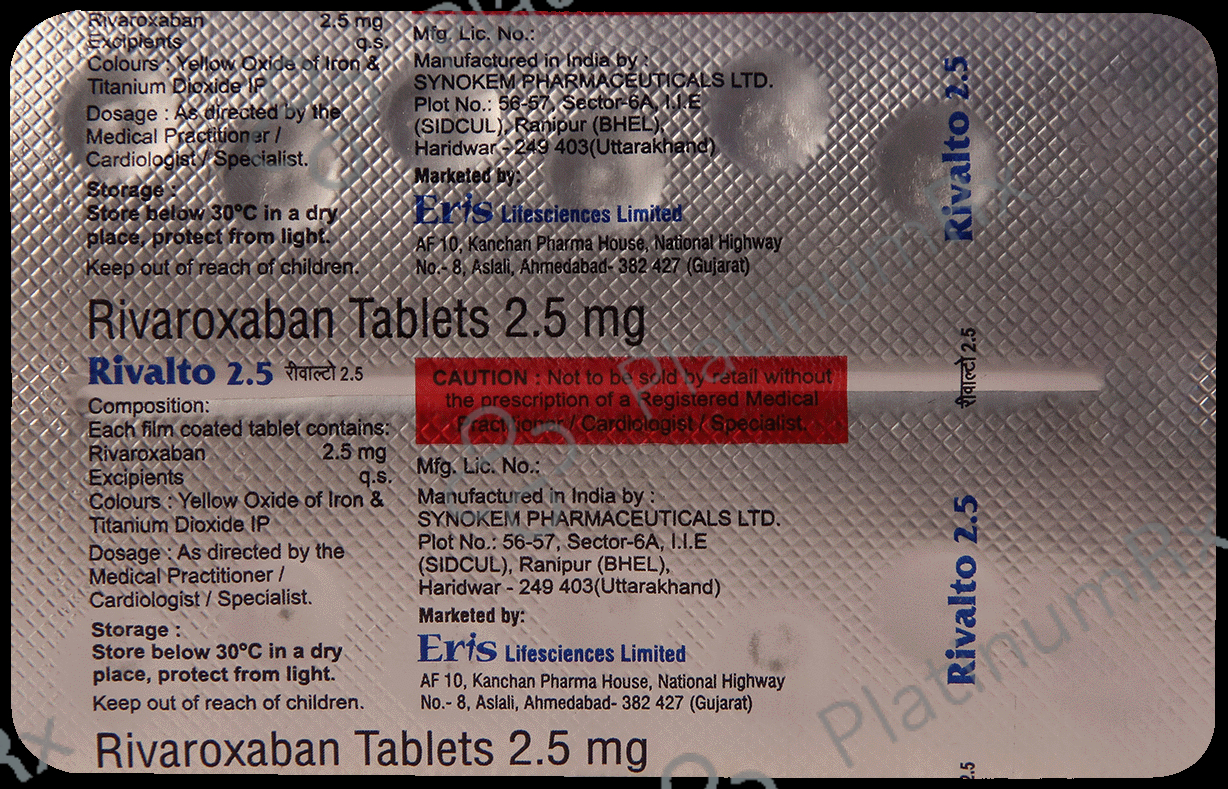 Rivaroxaban 2.5 mg
Excipients q.s.
Colours : Yellow Oxide of Iron &
Titanium Dioxide IP
Dosage : As directed by the
Medical Practitioner /
Cardiologist / Specialist.
Storage :
Store below 30°C in a dry
place, protect from light.
Keep out of reach of children.
Mfg. Lic. No.:
Manufactured in India by :
SYNOKEM PHARMACEUTICALS LTD.
Plot No.: 56-57, Sector-6A, I.I.E
(SIDCUL), Ranipur (BHEL),
Haridwar - 249 403(Uttarakhand)
Marketed by:
Eris Lifesciences Limited
AF 10, Kanchan Pharma House, National Highway
No.- 8, Aslali, Ahmedabad- 382 427 (Gujarat)
Rivalto 2.5
Rivaroxaban Tablets 2.5 mg
Rivalto 2.5 रीवाल्टो 2.5
Composition:
Each film coated tablet contains:
Rivaroxaban 2.5 mg
Excipients q.s.
Colours : Yellow Oxide of Iron &
Titanium Dioxide IP
Dosage : As directed by the
Medical Practitioner /
Cardiologist / Specialist.
Storage :
Store below 30°C in a dry
place, protect from light.
Keep out of reach of children.
CAUTION : Not to be sold by retail without
the prescription of a Registered Medical
Practitioner / Cardiologist / Specialist.
Mfg. Lic. No.:
Manufactured in India by :
SYNOKEM PHARMACEUTICALS LTD.
Plot No.: 56-57, Sector-6A, I.I.E
(SIDCUL), Ranipur (BHEL),
Haridwar - 249 403(Uttarakhand)
Marketed by:
Eris Lifesciences Limited
AF 10, Kanchan Pharma House, National Highway
No.- 8, Aslali, Ahmedabad- 382 427 (Gujarat)
रीवाल्टो 2.5
Rivalto 2.5
2.5
Rivaroxaban Tablets 2.5 mg
Platinum Rx
PlatinumRx
Rx